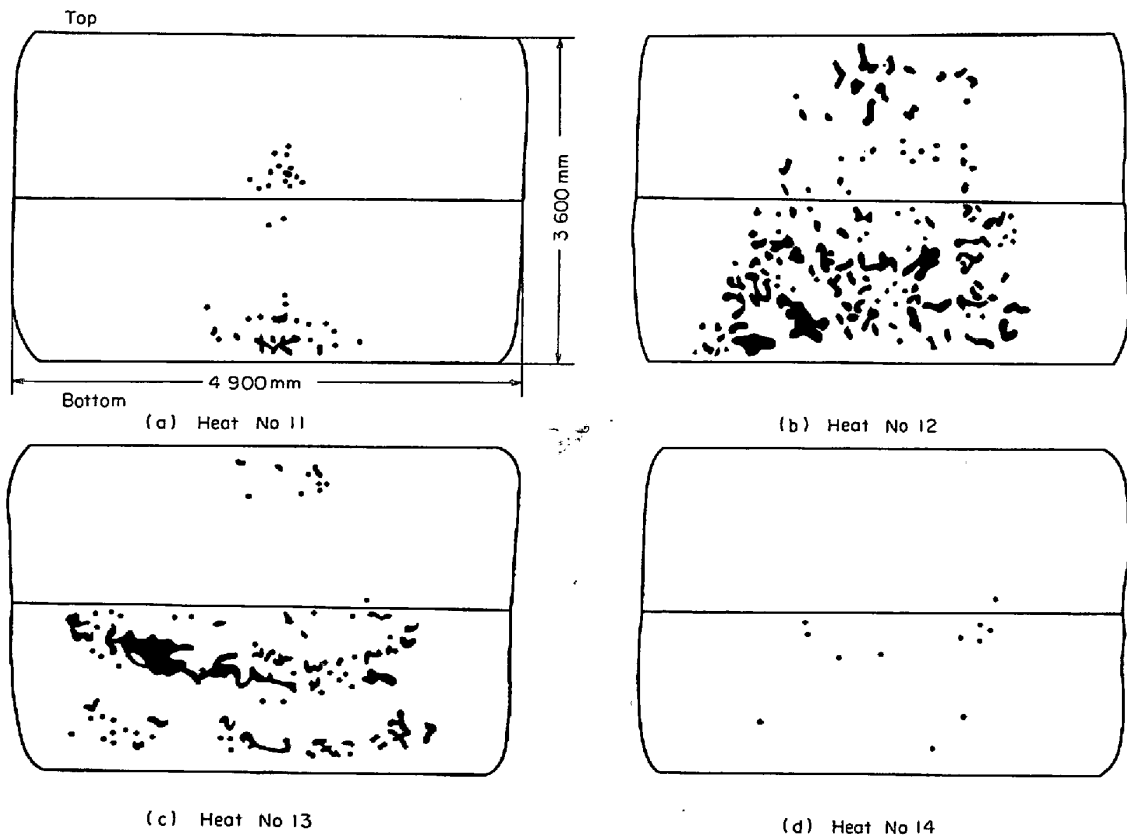 Top
3 600 mm
4 900 mm
Bottom
(a) Heat No 11
(b) Heat No 12
(c) Heat No 13
(d) Heat No 14